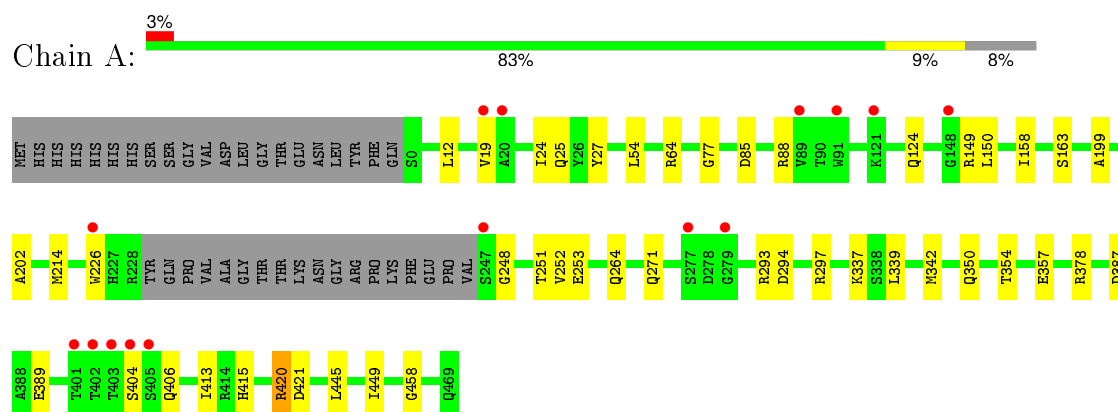 3%
Chain A:
83% 9% 8%
MET HIS HIS HIS HIS HIS HIS SER SER GLY VAL ASP LEU GLY THR GLU ASN LEU TYR PHE GLN S0 L12 V19 A20 I24 Q25 Y26 Y27 L54 R64 G77 D85 R88 V89 T90 W91 K121 Q124 G148 R149 L150 I158 S163 A199
A202 M214 W226 H227 R228 TYR GLN PRO VAL ALA GLY THR THR LYS ASN GLY ARG PRO LYS PHE GLU PRO VAL S247 G248 T251 V252 E253 Q264 Q271 S277 D278 G279 R293 D294 R297 K337 S338 L339 M342 Q350 T354 E357 R378
A388 E389 T401 T402 T403 S404 S405 Q406 I413 R414 H415 R420 D421 L445 I449 G458 Q469